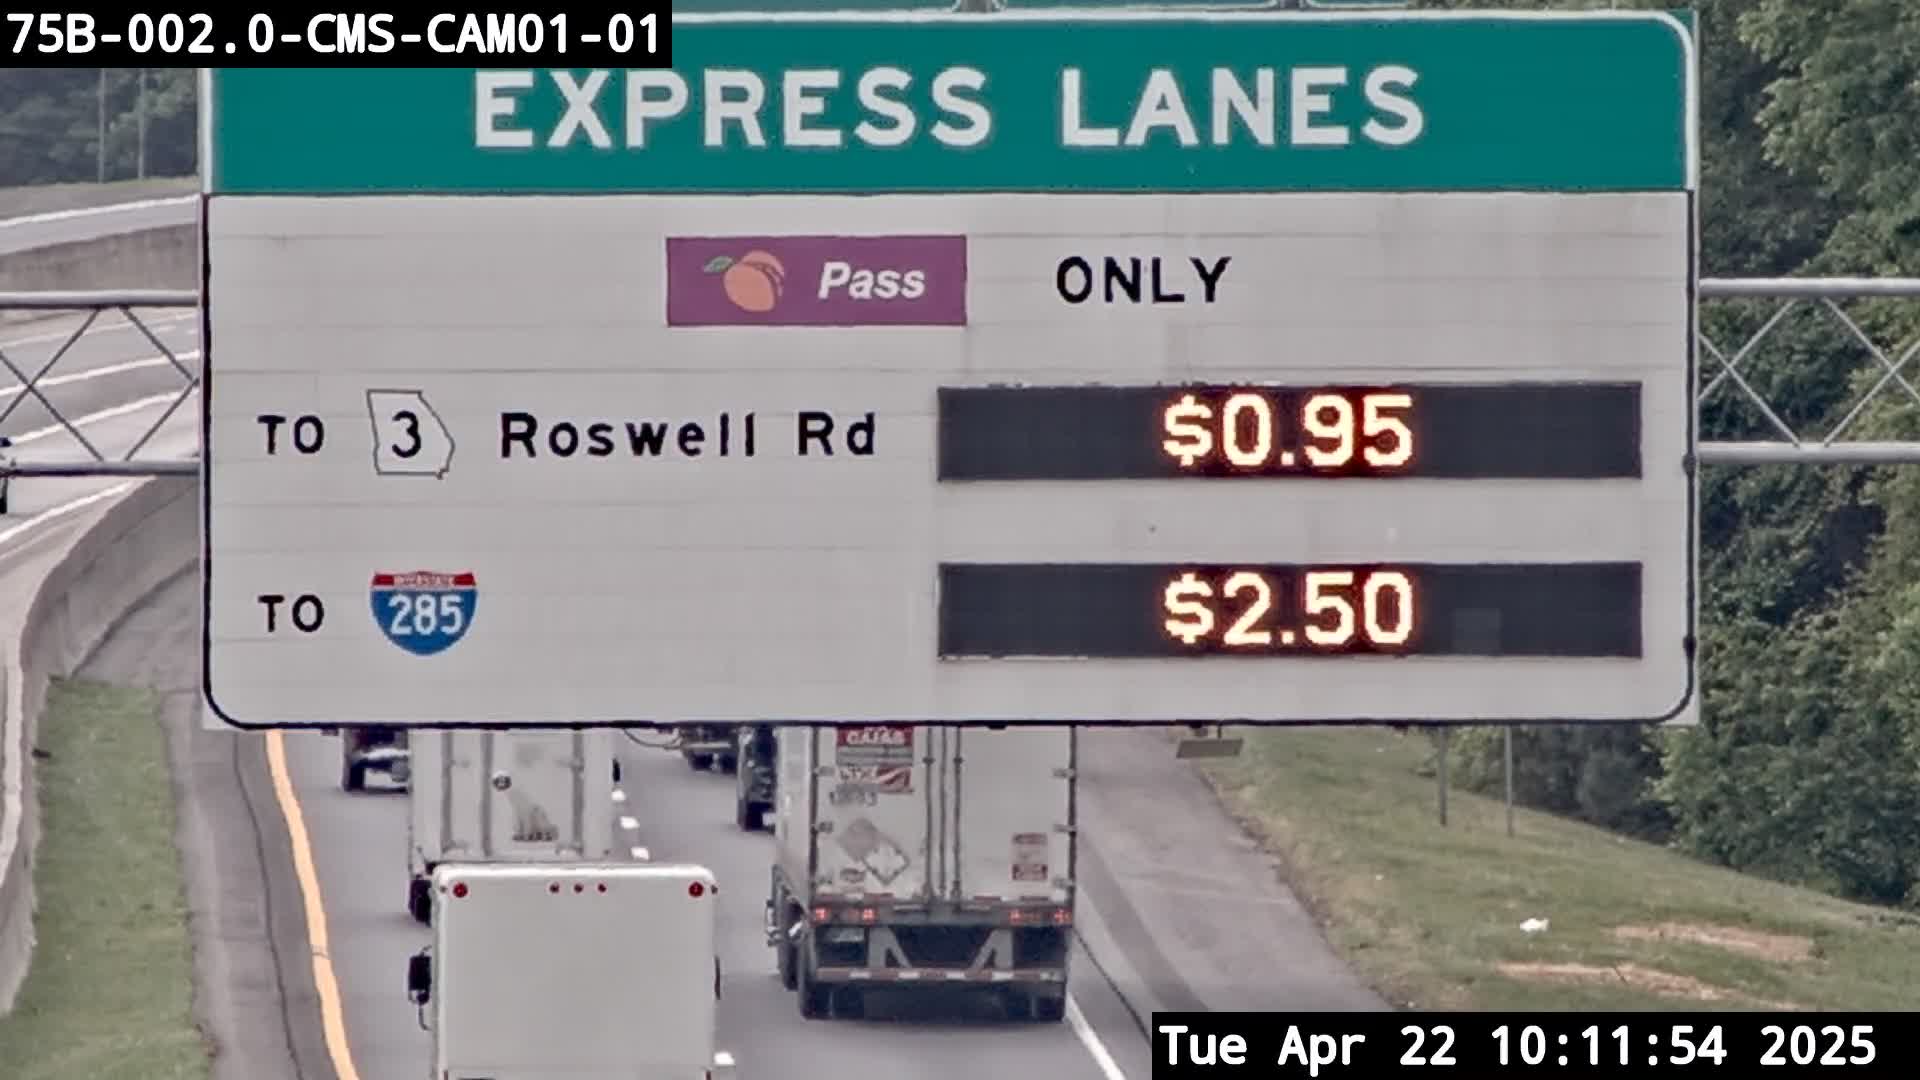 75B-002.0-CMS-CAM01-01
EXPRESS LANES
Pass ONLY
TO 3 Roswell Rd $0.95
INTERSTATE
TO 285 $2.50
Tue Apr 22 10:11:54 2025